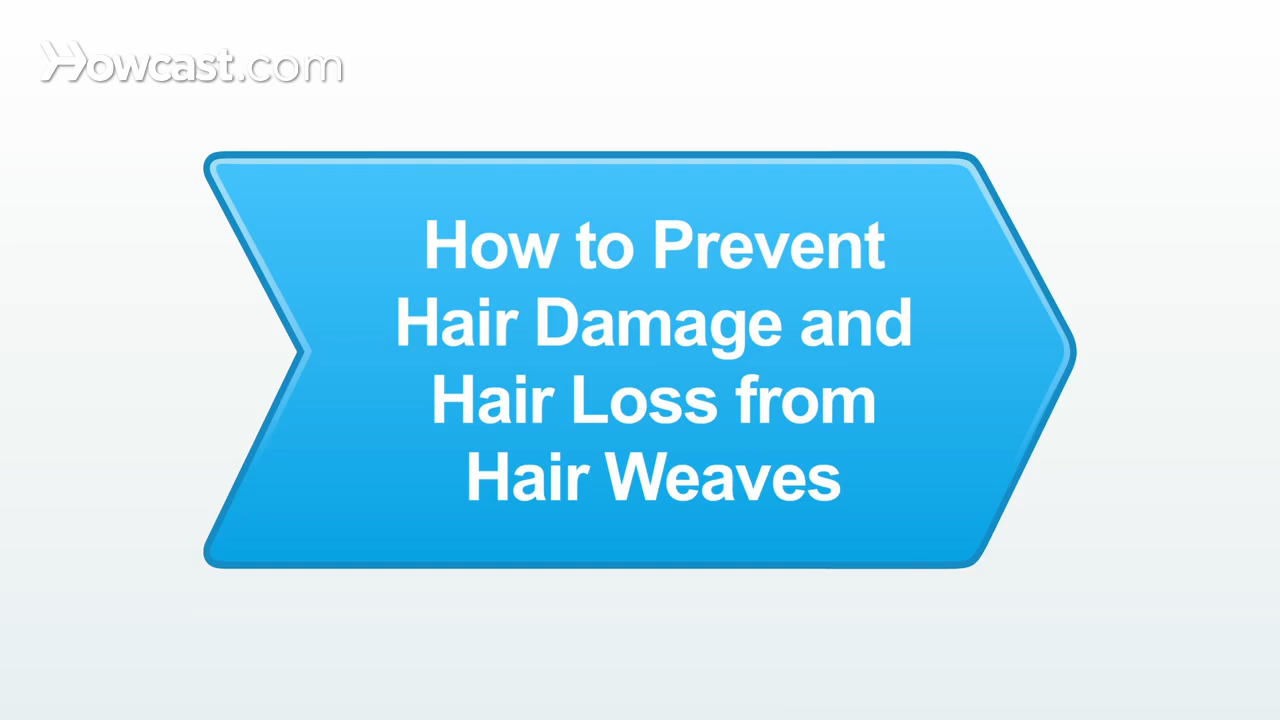 Howcast.com
How to Prevent
Hair Damage and
Hair Loss from
Hair Weaves